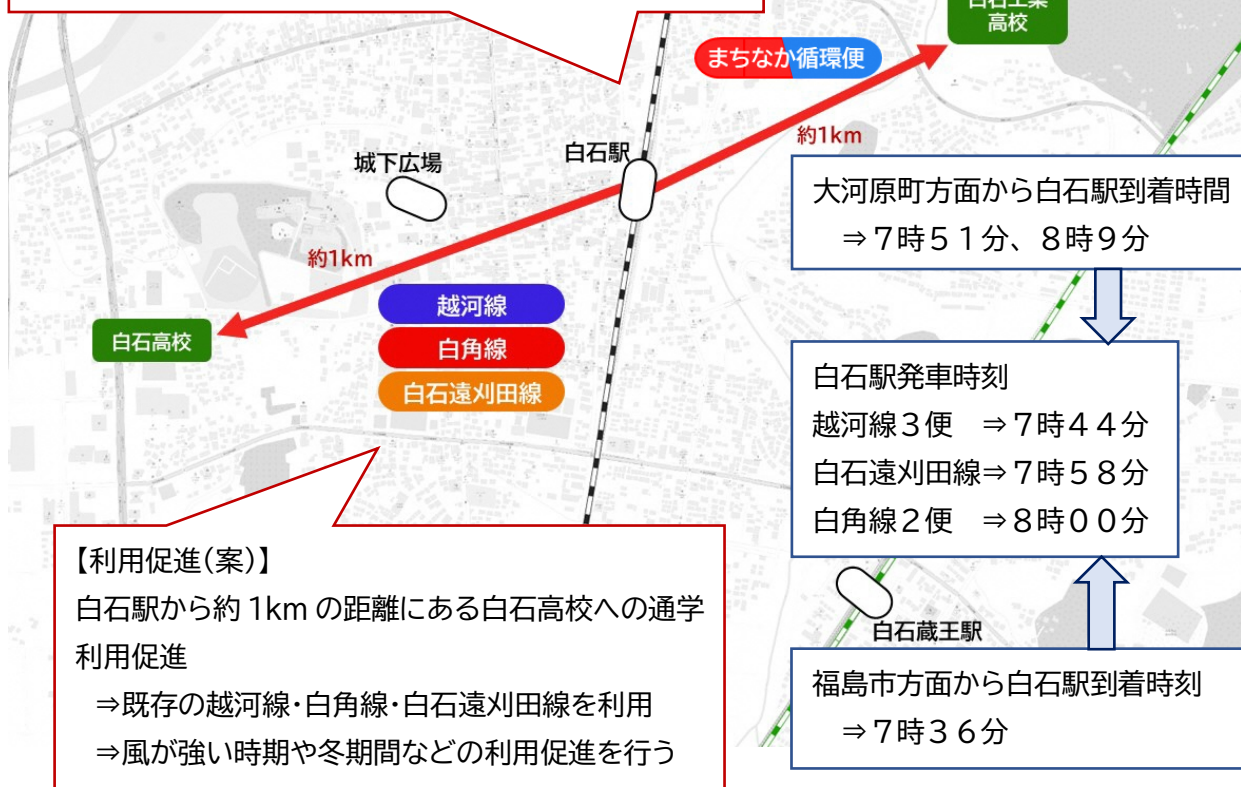 白石工業
高校
まちなか循環便
約1km
白石駅
城下広場
約1km
白石高校
越河線
白角線
白石遠刈田線
大河原町方面から白石駅到着時間
⇒7時51分、8時9分
白石駅発車時刻
越河線3便　⇒7時44分
白石遠刈田線⇒7時58分
白角線2便　⇒8時00分
白石蔵王駅
福島市方面から白石駅到着時刻
⇒7時36分
【利用促進(案)】
白石駅から約 1km の距離にある白石高校への通学
利用促進
⇒既存の越河線・白角線・白石遠刈田線を利用
⇒風が強い時期や冬期間などの利用促進を行う